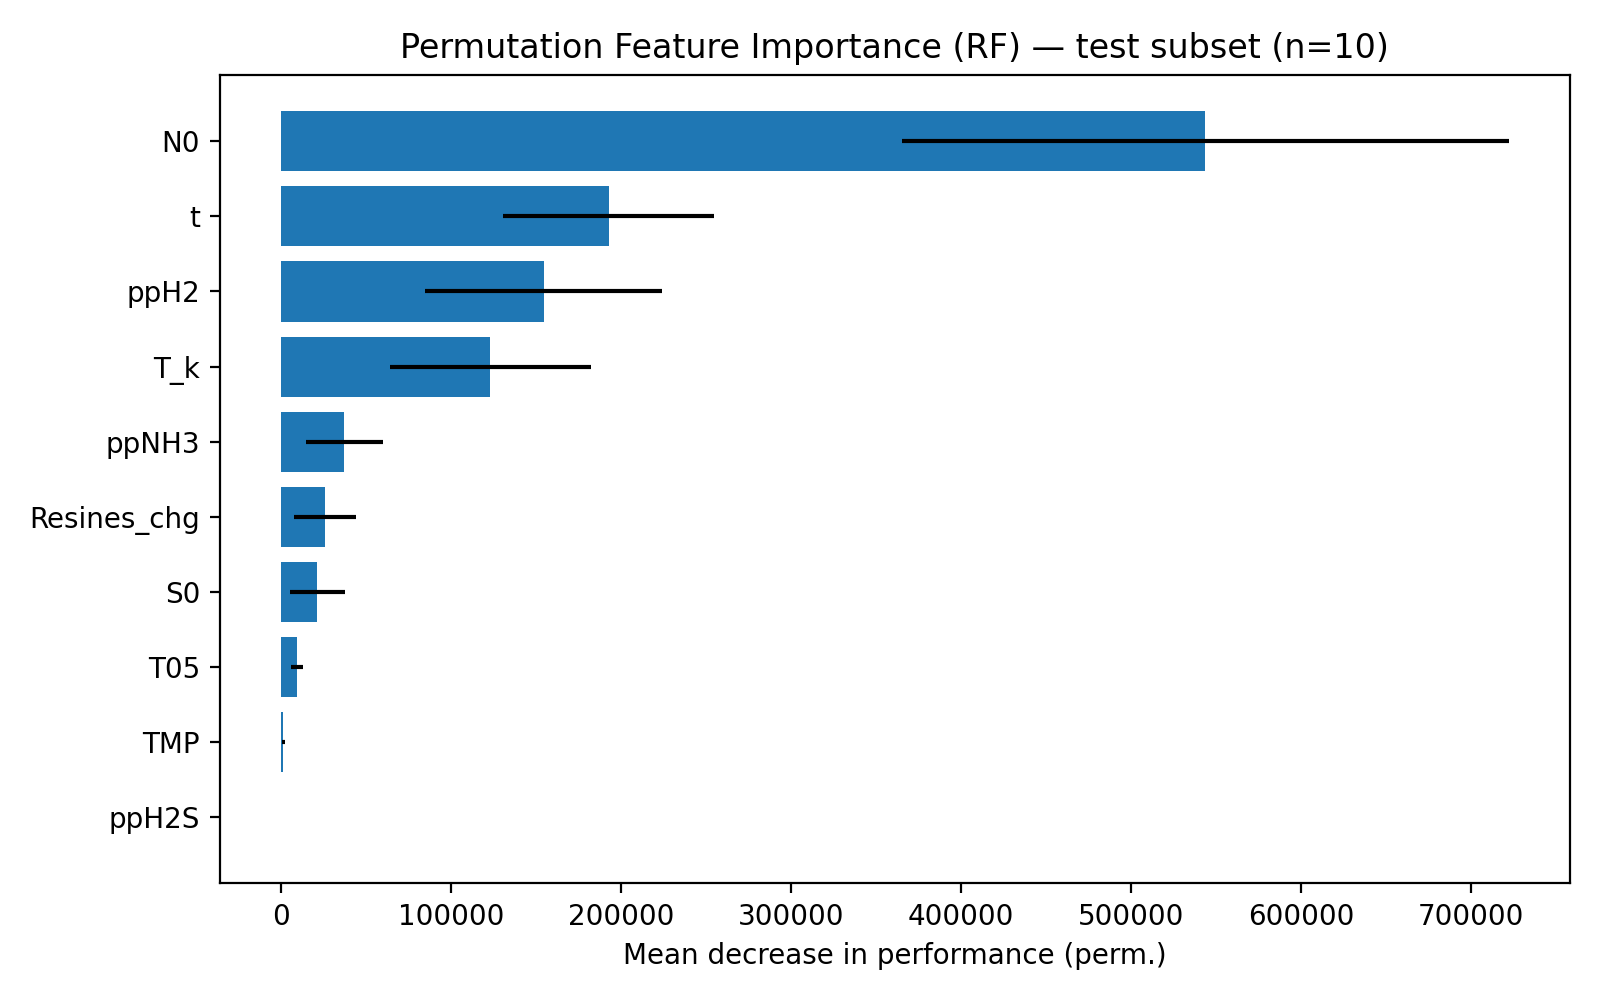 Permutation Feature Importance (RF) — test subset (n=10)
N0
t
ppH2
T_k
ppNH3
Resines_chg
S0
T05
TMP
ppH2S
0 100000 200000 300000 400000 500000 600000 700000
Mean decrease in performance (perm.)